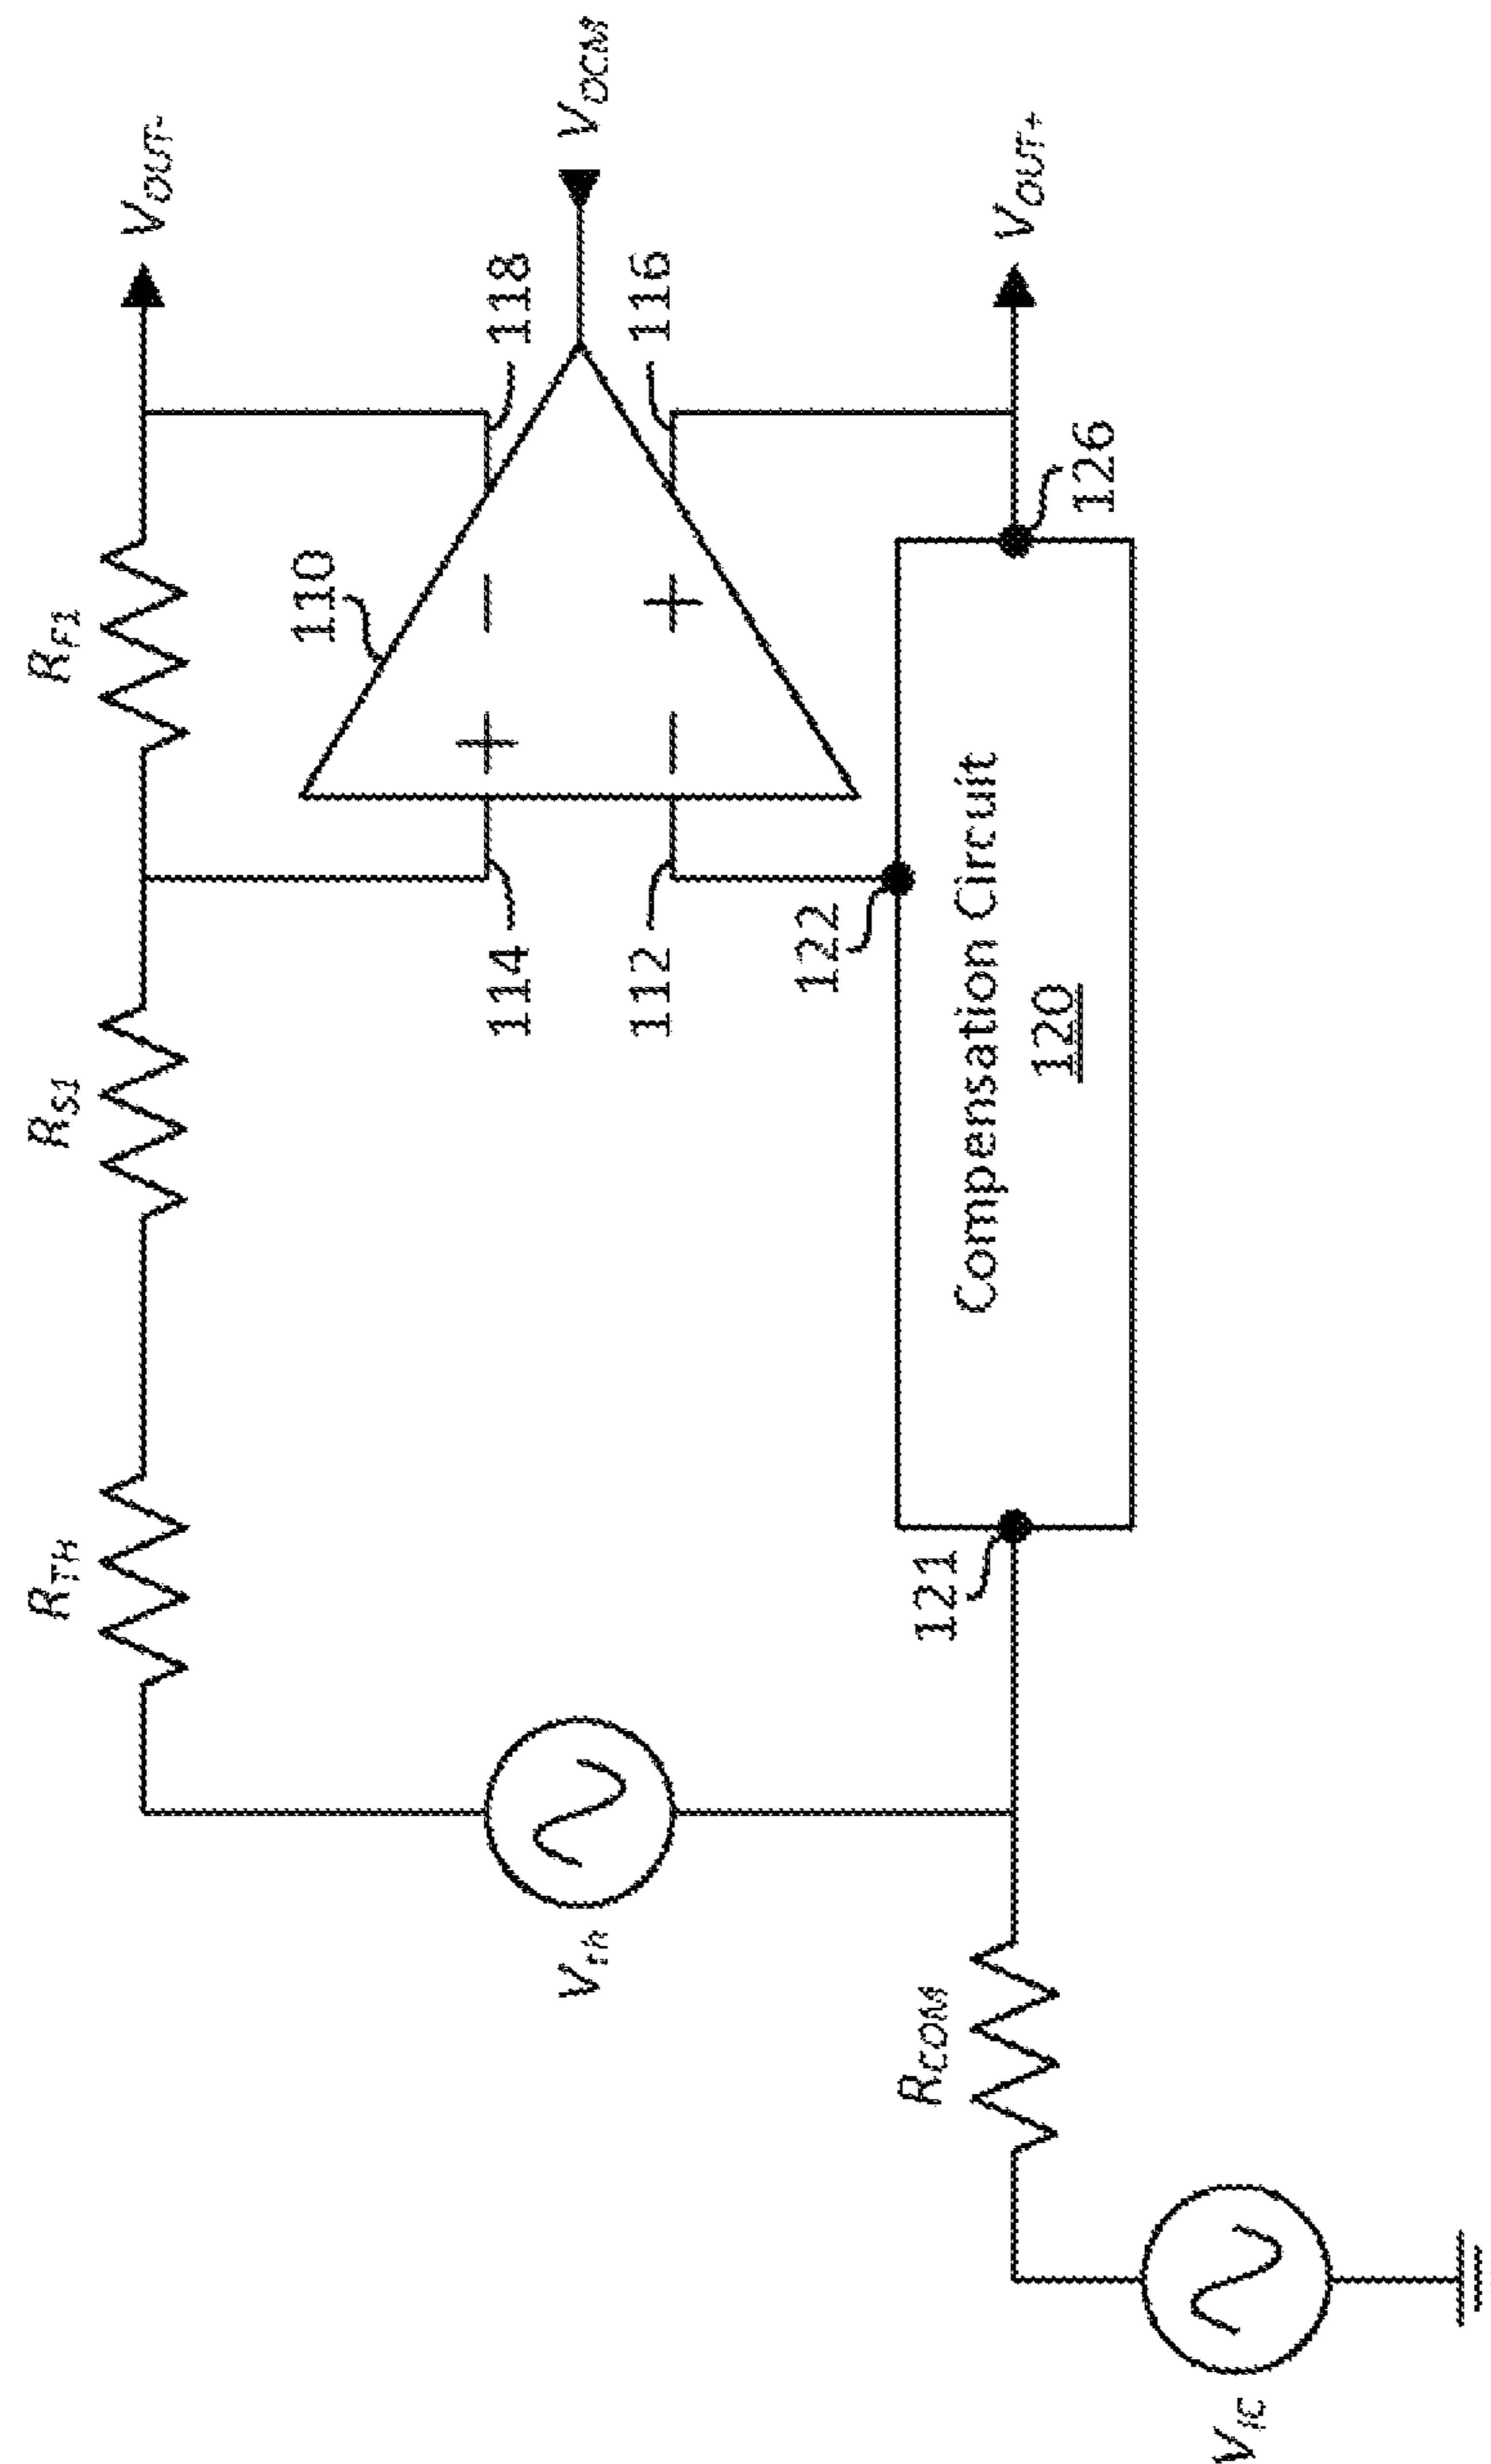 R_TH
R_S1
R_F1
V_OUT-
110
118
V_OCM
114
112
116
V_th
122
121
Compensation Circuit
120
126
V_OUT+
R_COM
V_IC
+
−
−
+